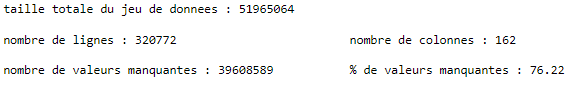 taille totale du jeu de donnees : 51965064
nombre de lignes : 320772 nombre de colonnes : 162
nombre de valeurs manquantes : 39608589 % de valeurs manquantes : 76.22